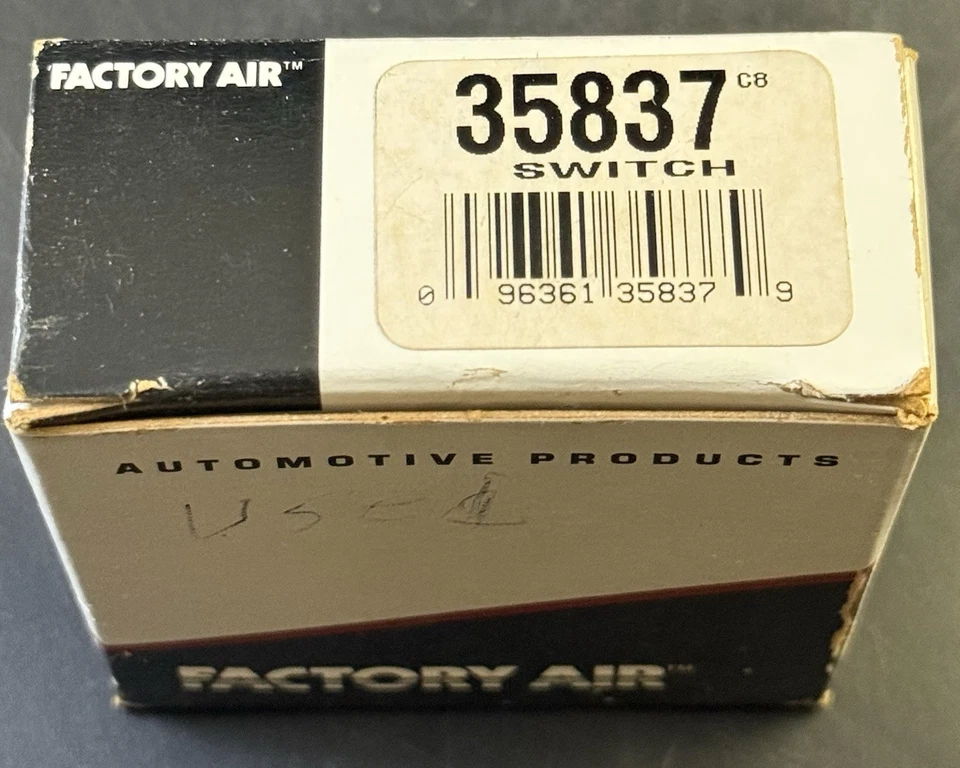 FACTORY AIR™
35837 C8
SWITCH
0 96361 35837 9
AUTOMOTIVE PRODUCTS
Used
FACTORY AIR™